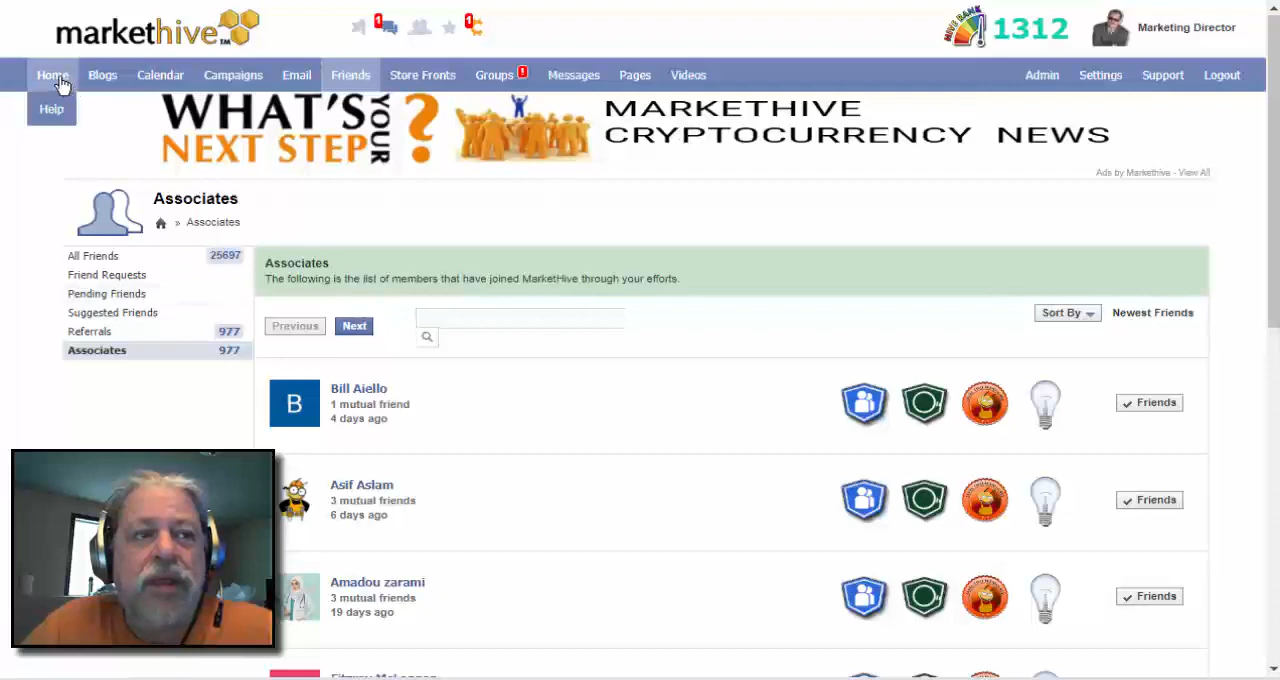 markethive™
1
1
HIVE RANK
1312
Marketing Director
Home
Blogs
Calendar
Campaigns
Email
Friends
Store Fronts
Groups
!
Messages
Pages
Videos
Admin
Settings
Support
Logout
Help
WHAT'S YOUR NEXT STEP ?
MARKETHIVE
CRYPTOCURRENCY NEWS
Ads by Markethive - View All
Associates
» Associates
All Friends 25697
Friend Requests
Pending Friends
Suggested Friends
Referrals 977
Associates 977
Associates
The following is the list of members that have joined MarketHive through your efforts.
Previous
Next
Sort By
Newest Friends
B
Bill Aiello
1 mutual friend
4 days ago
Friends
Asif Aslam
3 mutual friends
6 days ago
Friends
Amadou zarami
3 mutual friends
19 days ago
Friends